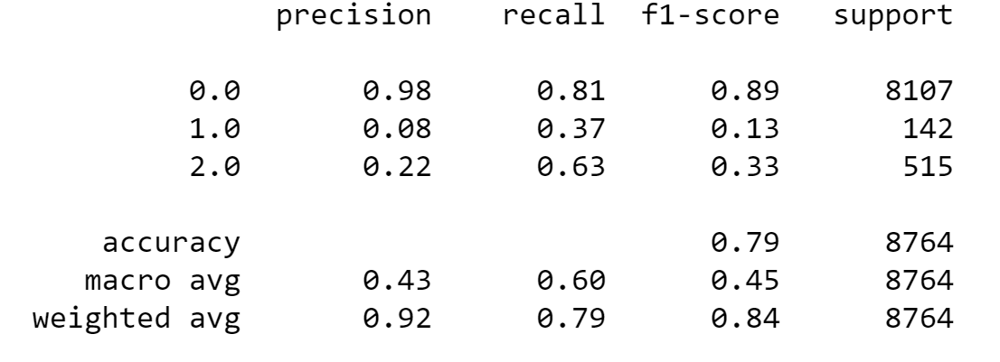 precision recall f1-score support
0.0 0.98 0.81 0.89 8107
1.0 0.08 0.37 0.13 142
2.0 0.22 0.63 0.33 515
accuracy 0.79 8764
macro avg 0.43 0.60 0.45 8764
weighted avg 0.92 0.79 0.84 8764